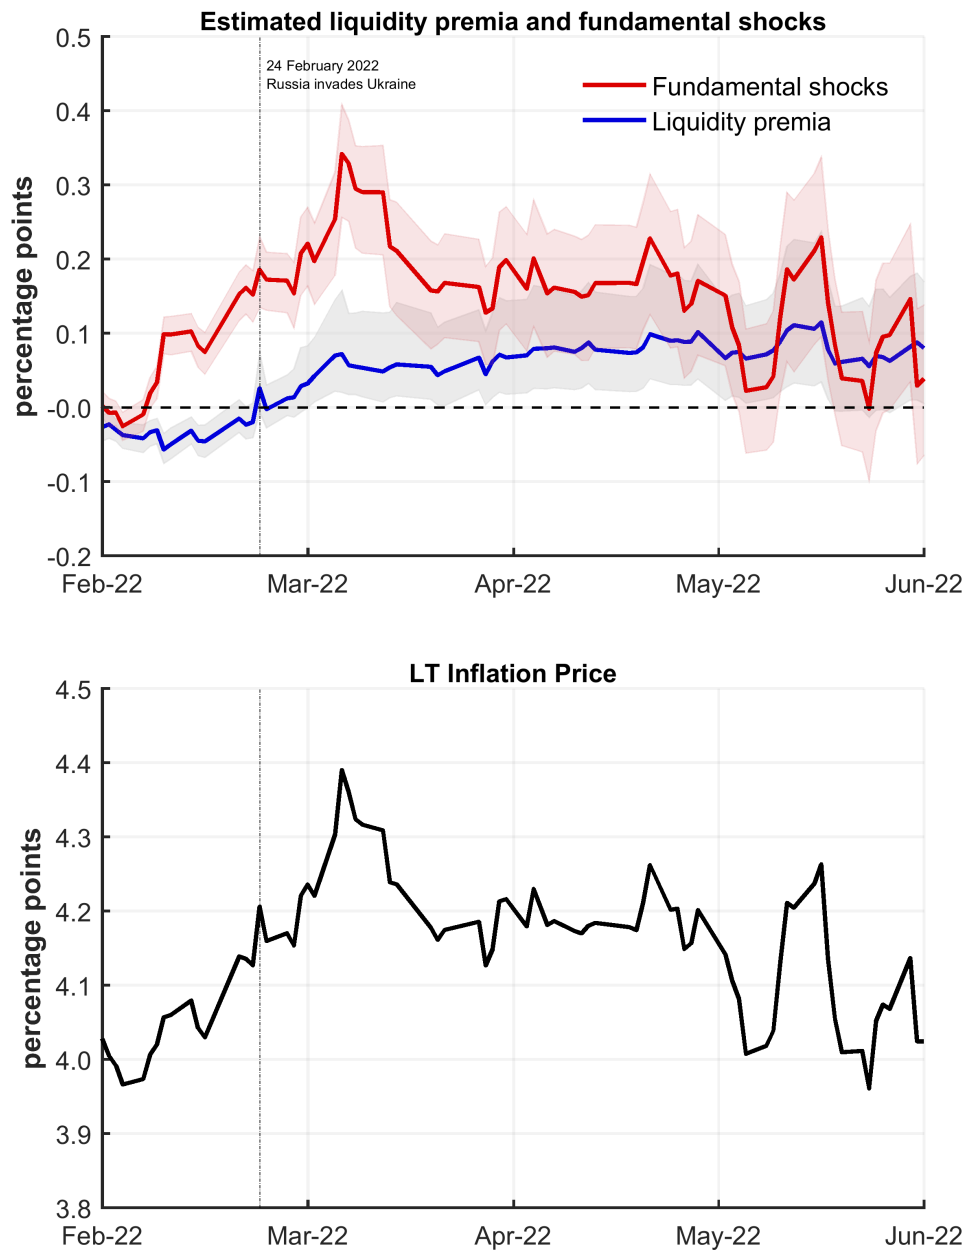 Estimated liquidity premia and fundamental shocks
0.5
24 February 2022
Russia invades Ukraine
Fundamental shocks
Liquidity premia
0.4
0.3
0.2
0.1
-0.0
-0.1
-0.2
percentage points
Feb-22
Mar-22
Apr-22
May-22
Jun-22
LT Inflation Price
4.5
4.4
4.3
4.2
4.1
4.0
3.9
3.8
percentage points
Feb-22
Mar-22
Apr-22
May-22
Jun-22